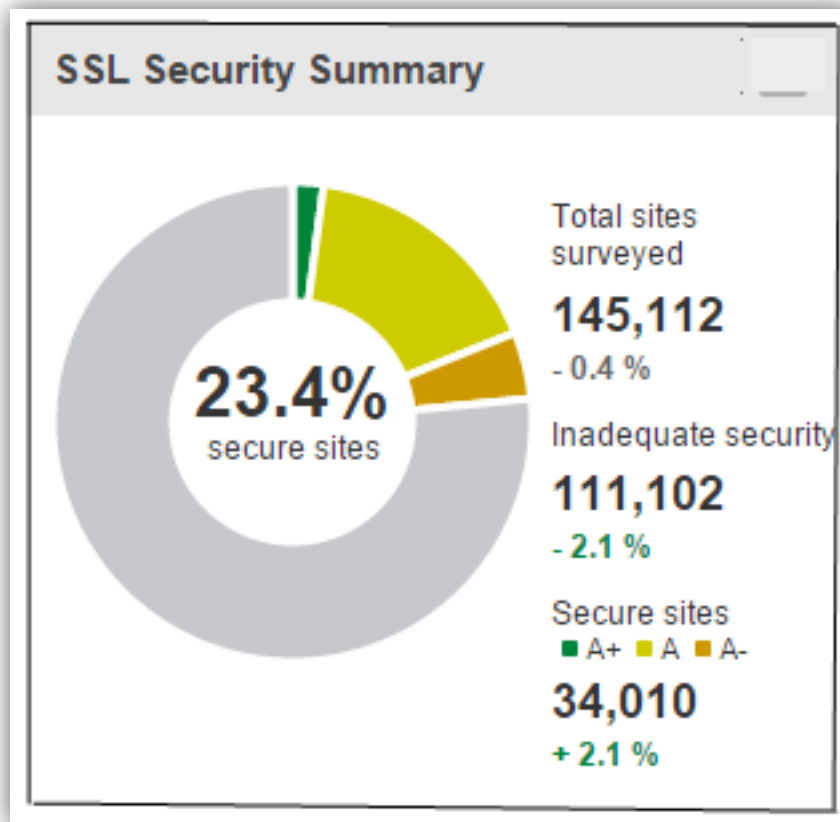 SSL Security Summary
23.4%
secure sites
Total sites
surveyed
145,112
- 0.4 %
Inadequate security
111,102
- 2.1 %
Secure sites
A+ A A-
34,010
+ 2.1 %